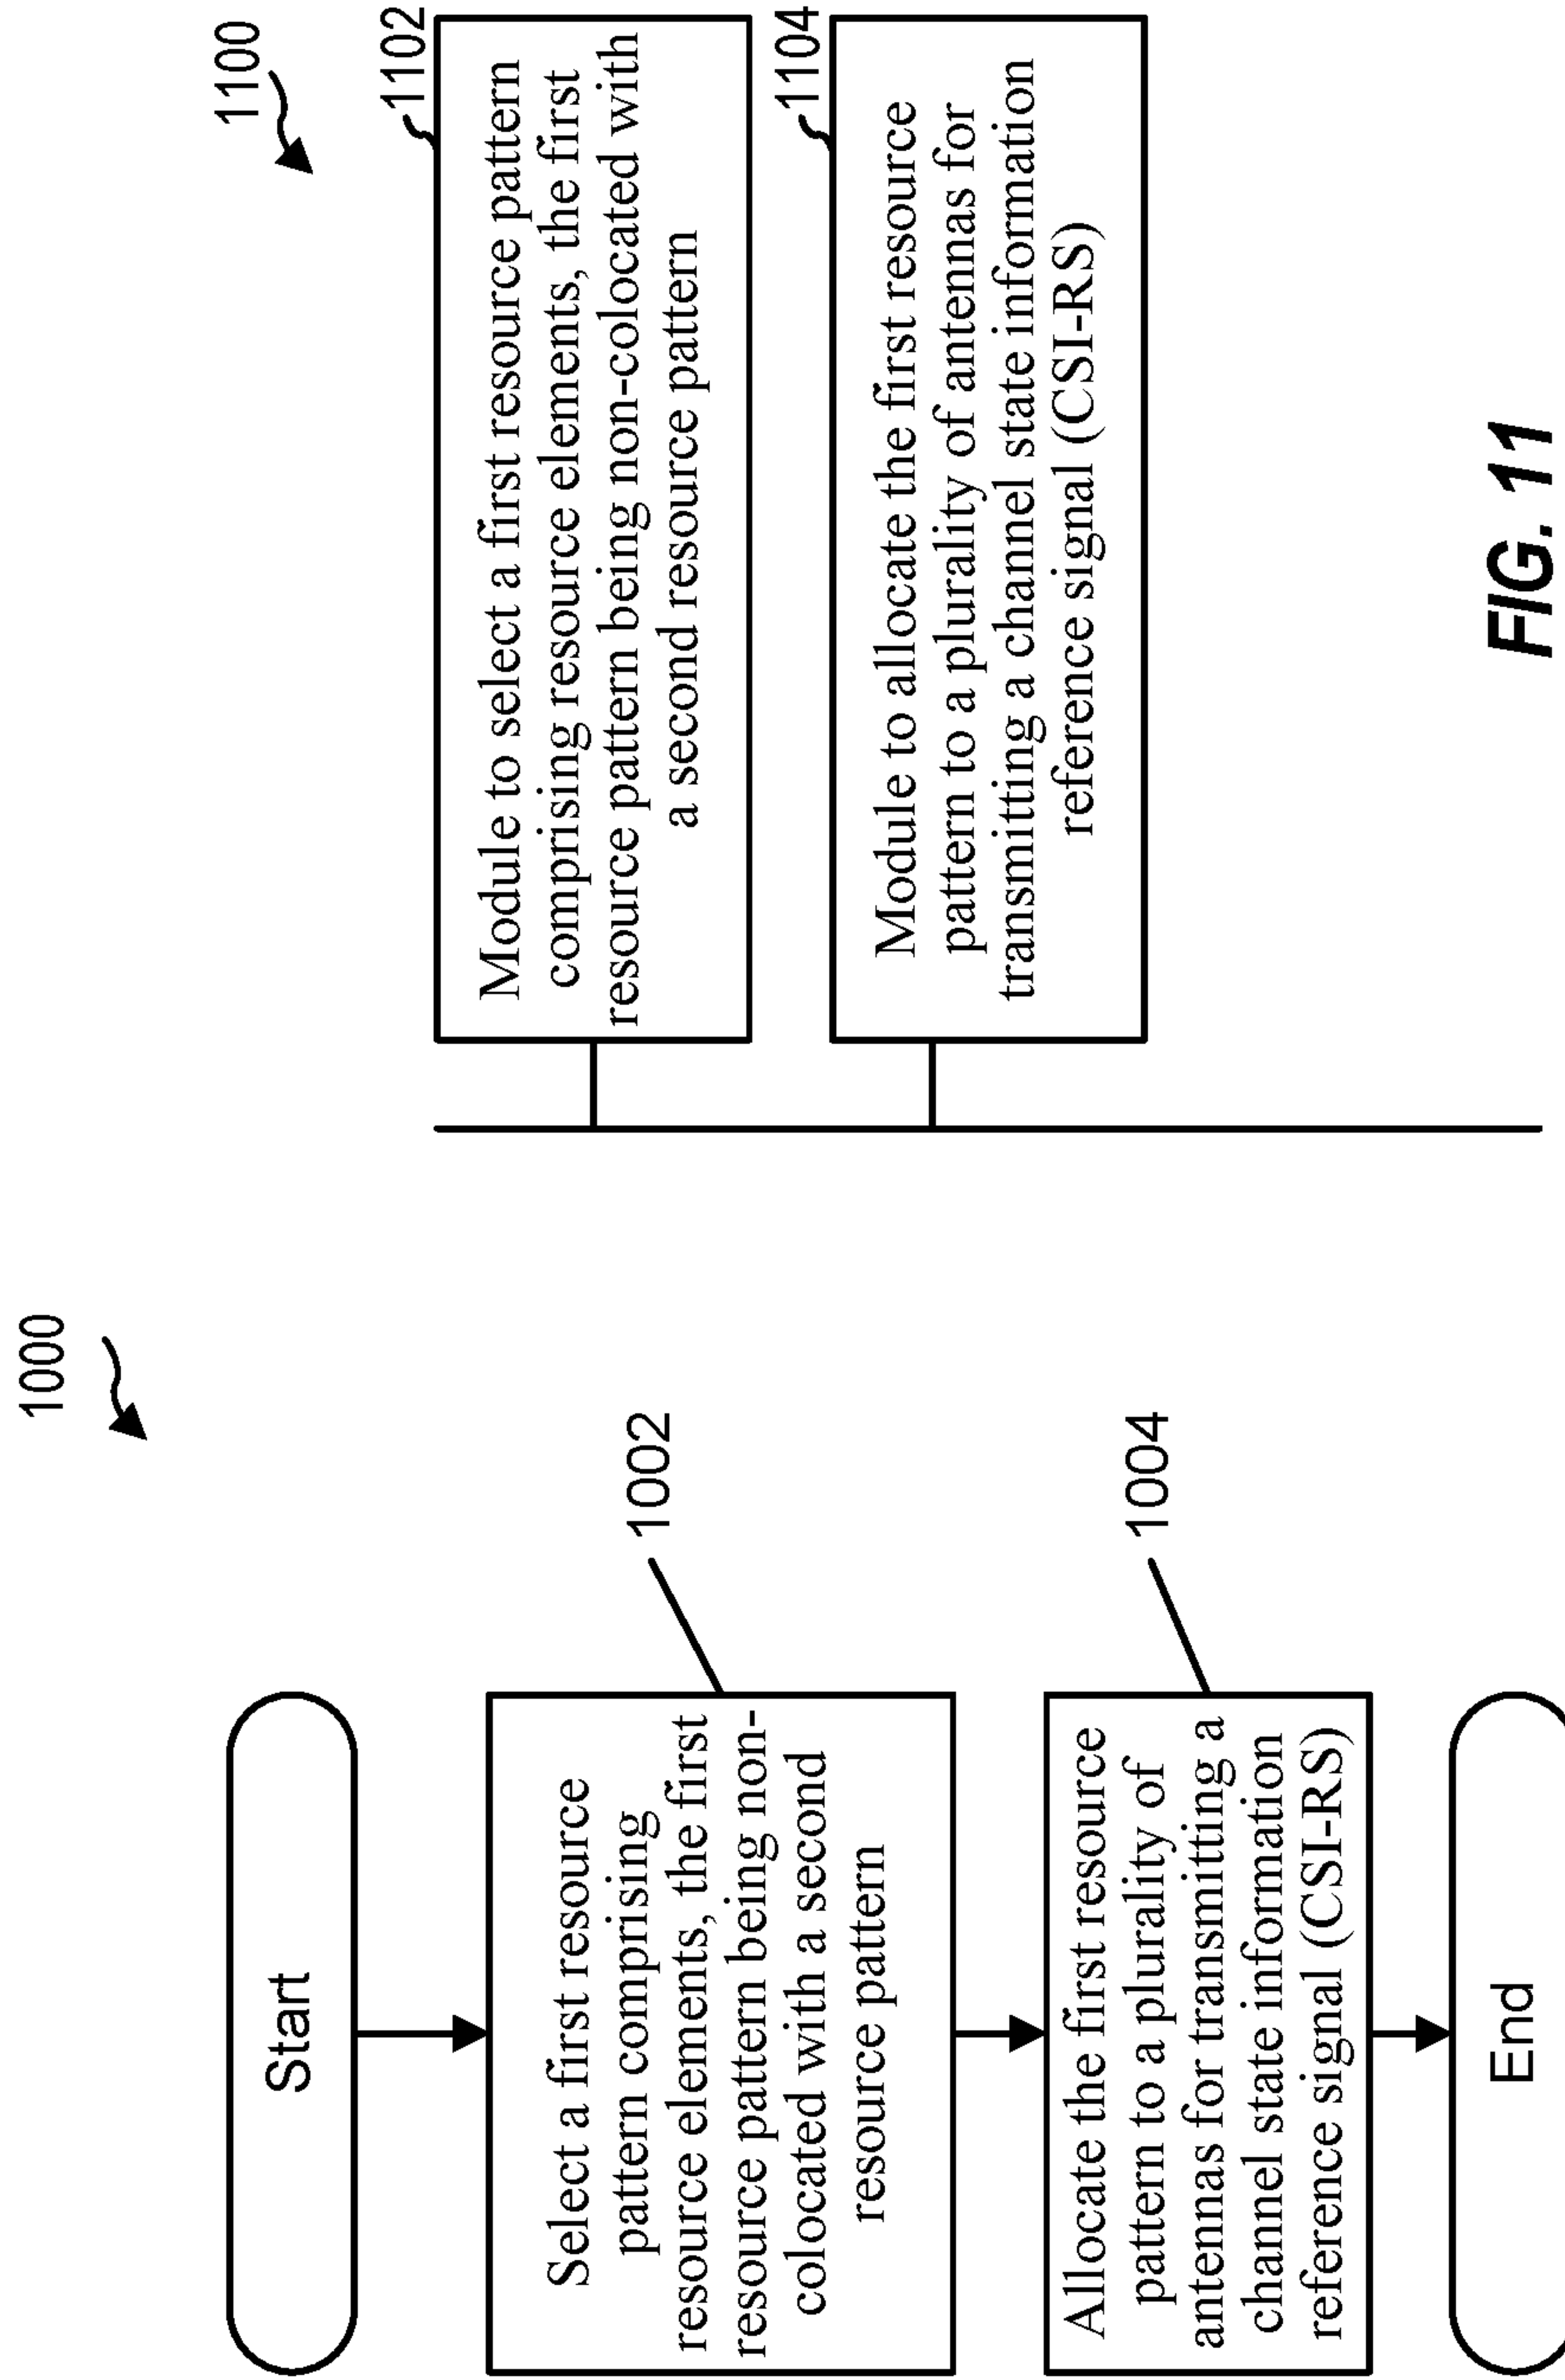 1000
Start
Select a first resource
pattern comprising
resource elements, the first
resource pattern being non-
colocated with a second
resource pattern
1002
Allocate the first resource
pattern to a plurality of
antennas for transmitting a
channel state information
reference signal (CSI-RS)
1004
End
1100
1102
Module to select a first resource pattern
comprising resource elements, the first
resource pattern being non-colocated with
a second resource pattern
1104
Module to allocate the first resource
pattern to a plurality of antennas for
transmitting a channel state information
reference signal (CSI-RS)
FIG. 11